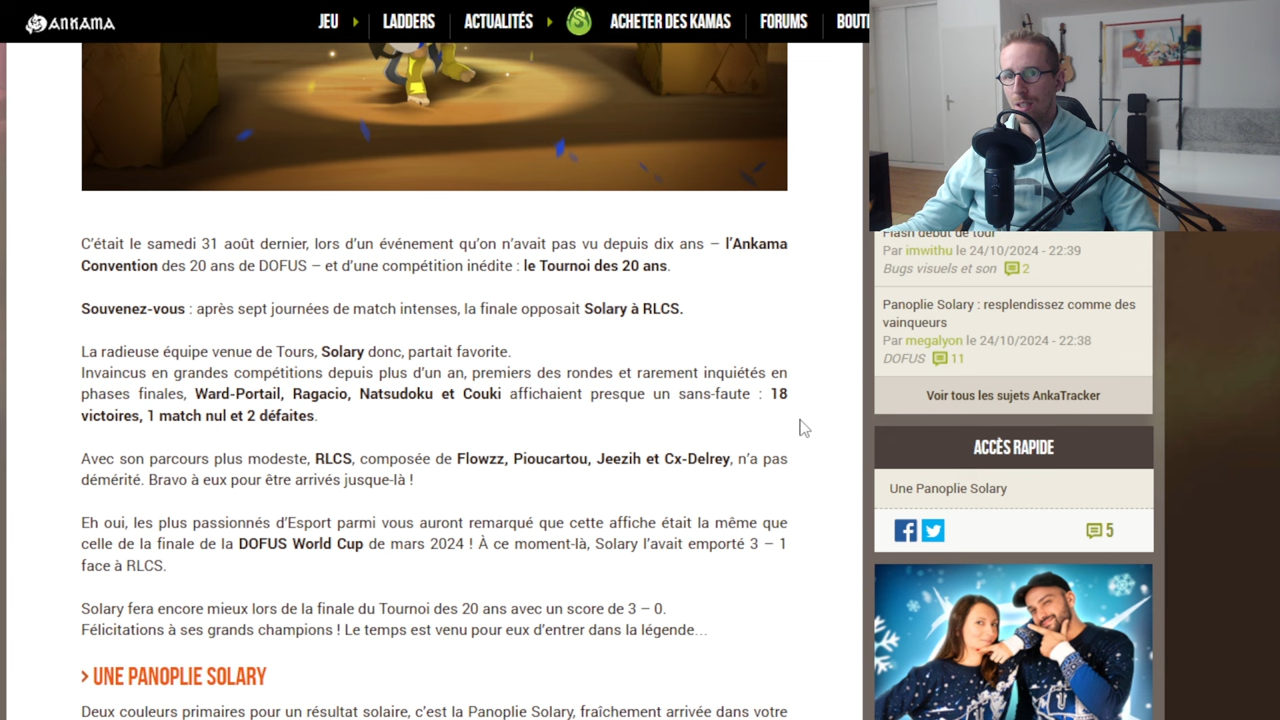 ANKAMA
JEU
LADDERS
ACTUALITÉS
ACHETER DES KAMAS
FORUMS
BOUTI
C'était le samedi 31 août dernier, lors d'un événement qu'on n'avait pas vu depuis dix ans – l'Ankama
Convention des 20 ans de DOFUS – et d'une compétition inédite : le Tournoi des 20 ans.
Souvenez-vous : après sept journées de match intenses, la finale opposait Solary à RLCS.
La radieuse équipe venue de Tours, Solary donc, partait favorite.
Invaincus en grandes compétitions depuis plus d'un an, premiers des rondes et rarement inquiétés en
phases finales, Ward-Portail, Ragacio, Natsudoku et Couki affichaient presque un sans-faute : 18
victoires, 1 match nul et 2 défaites.
Avec son parcours plus modeste, RLCS, composée de Flowzz, Pioucartou, Jeezih et Cx-Delrey, n'a pas
démérité. Bravo à eux pour être arrivés jusque-là !
Eh oui, les plus passionnés d'Esport parmi vous auront remarqué que cette affiche était la même que
celle de la finale de la DOFUS World Cup de mars 2024 ! À ce moment-là, Solary l'avait emporté 3 – 1
face à RLCS.
Solary fera encore mieux lors de la finale du Tournoi des 20 ans avec un score de 3 – 0.
Félicitations à ses grands champions ! Le temps est venu pour eux d'entrer dans la légende…
> UNE PANOPLIE SOLARY
Deux couleurs primaires pour un résultat solaire, c'est la Panoplie Solary, fraîchement arrivée dans votre
Flash début de tour
Par imwithu le 24/10/2024 - 22:39
Bugs visuels et son 2
Panoplie Solary : resplendissez comme des
vainqueurs
Par megalyon le 24/10/2024 - 22:38
DOFUS 11
Voir tous les sujets AnkaTracker
ACCÈS RAPIDE
Une Panoplie Solary
5